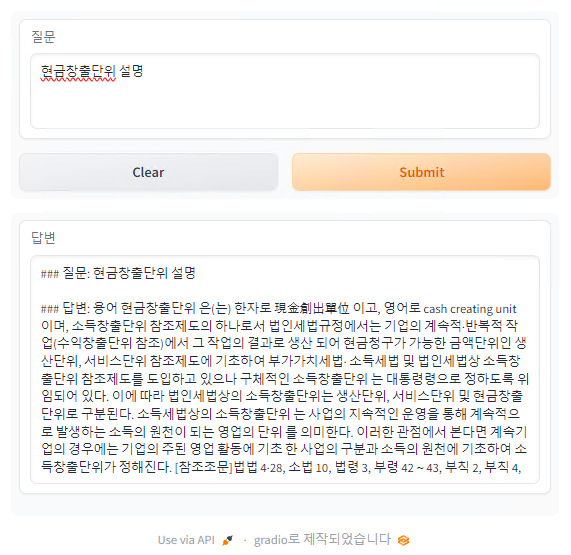 질문
현금창출단위 설명
Clear
Submit
답변
### 질문: 현금창출단위 설명
### 답변: 용어 현금창출단위 은(는) 한자로 現金創出單位 이고, 영어로 cash creating unit
이며, 소득창출단위 참조제도의 하나로서 법인세법규정에서는 기업의 계속적·반복적 작
업(수익창출단위 참조)에서 그 작업의 결과로 생산 되어 현금청구가 가능한 금액단위인 생
산단위, 서비스단위 참조제도에 기초하여 부가가치세법· 소득세법 및 법인세법상 소득창
출단위 참조제도를 도입하고 있으나 구체적인 소득창출단위 는 대통령령으로 정하도록 위
임되어 있다. 이에 따라 법인세법상의 소득창출단위는 생산단위, 서비스단위 및 현금창출
단위로 구분된다. 소득세법상의 소득창출단위 는 사업의 지속적인 운영을 통해 계속적으
로 발생하는 소득의 원천이 되는 영업의 단위 를 의미한다. 이러한 관점에서 본다면 계속기
업의 경우에는 기업의 주된 영업 활동에 기초 한 사업의 구분과 소득의 원천에 기초하여 소
득창출단위가 정해진다. [참조조문]법법 4·28, 소법 10, 법령 3, 부령 42 ~ 43, 부칙 2, 부칙 4,
Use via API · gradio로 제작되었습니다